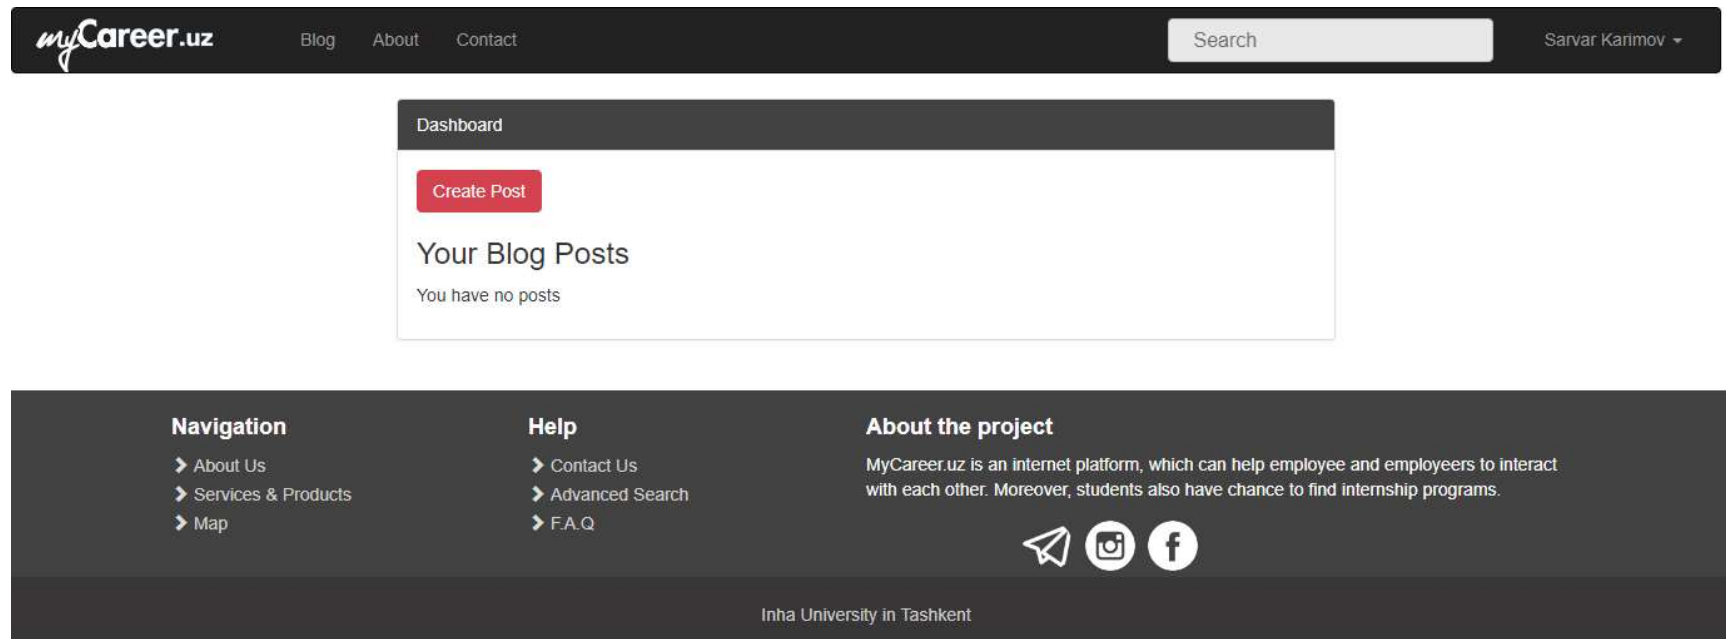 myCareer.uz Blog About Contact Search Sarvar Karimov
Dashboard
Create Post
Your Blog Posts
You have no posts
Navigation
About Us
Services & Products
Map
Help
Contact Us
Advanced Search
F.A.Q
About the project
MyCareer.uz is an internet platform, which can help employee and employeers to interact
with each other. Moreover, students also have chance to find internship programs.
Inha University in Tashkent